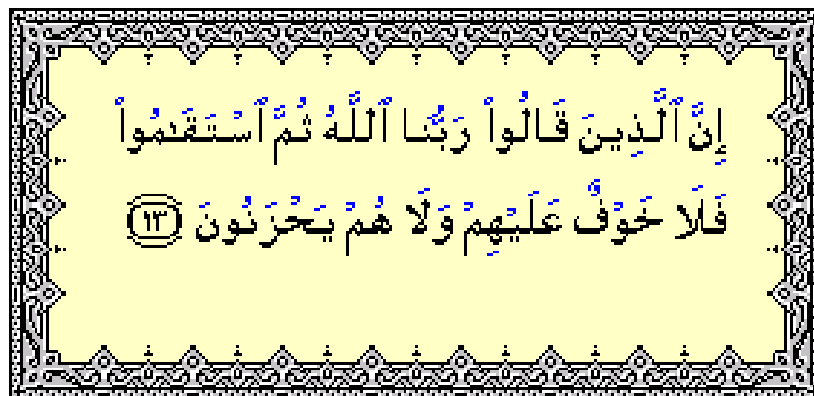 إِنَّ ٱلَّذِينَ قَالُوا۟ رَبُّنَا ٱللَّهُ ثُمَّ ٱسْتَقَـٰمُوا۟
فَلَا خَوْفٌ عَلَيْهِمْ وَلَا هُمْ يَحْزَنُونَ ١٣